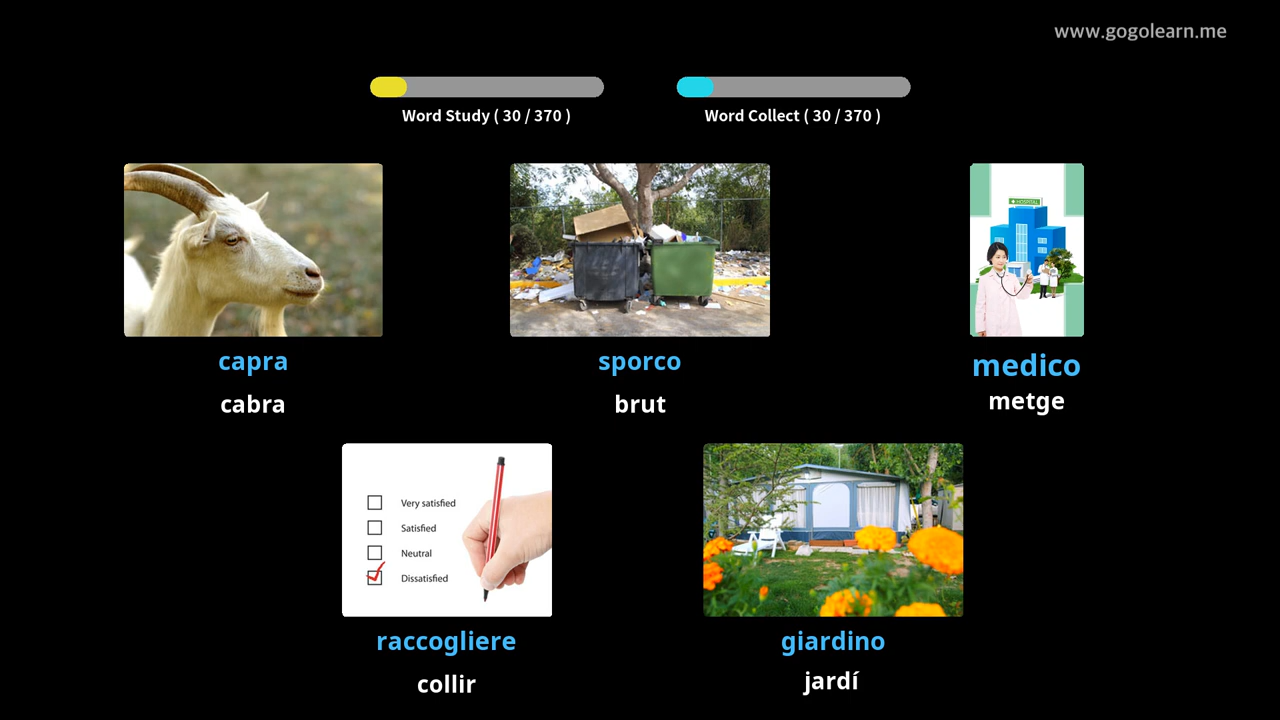 www.gogolearn.me
Word Study ( 30 / 370 )
Word Collect ( 30 / 370 )
HOSPITAL
capra
sporco
medico
cabra
brut
metge
Very satisfied
Satisfied
Neutral
Dissatisfied
raccogliere
giardino
collir
jardí